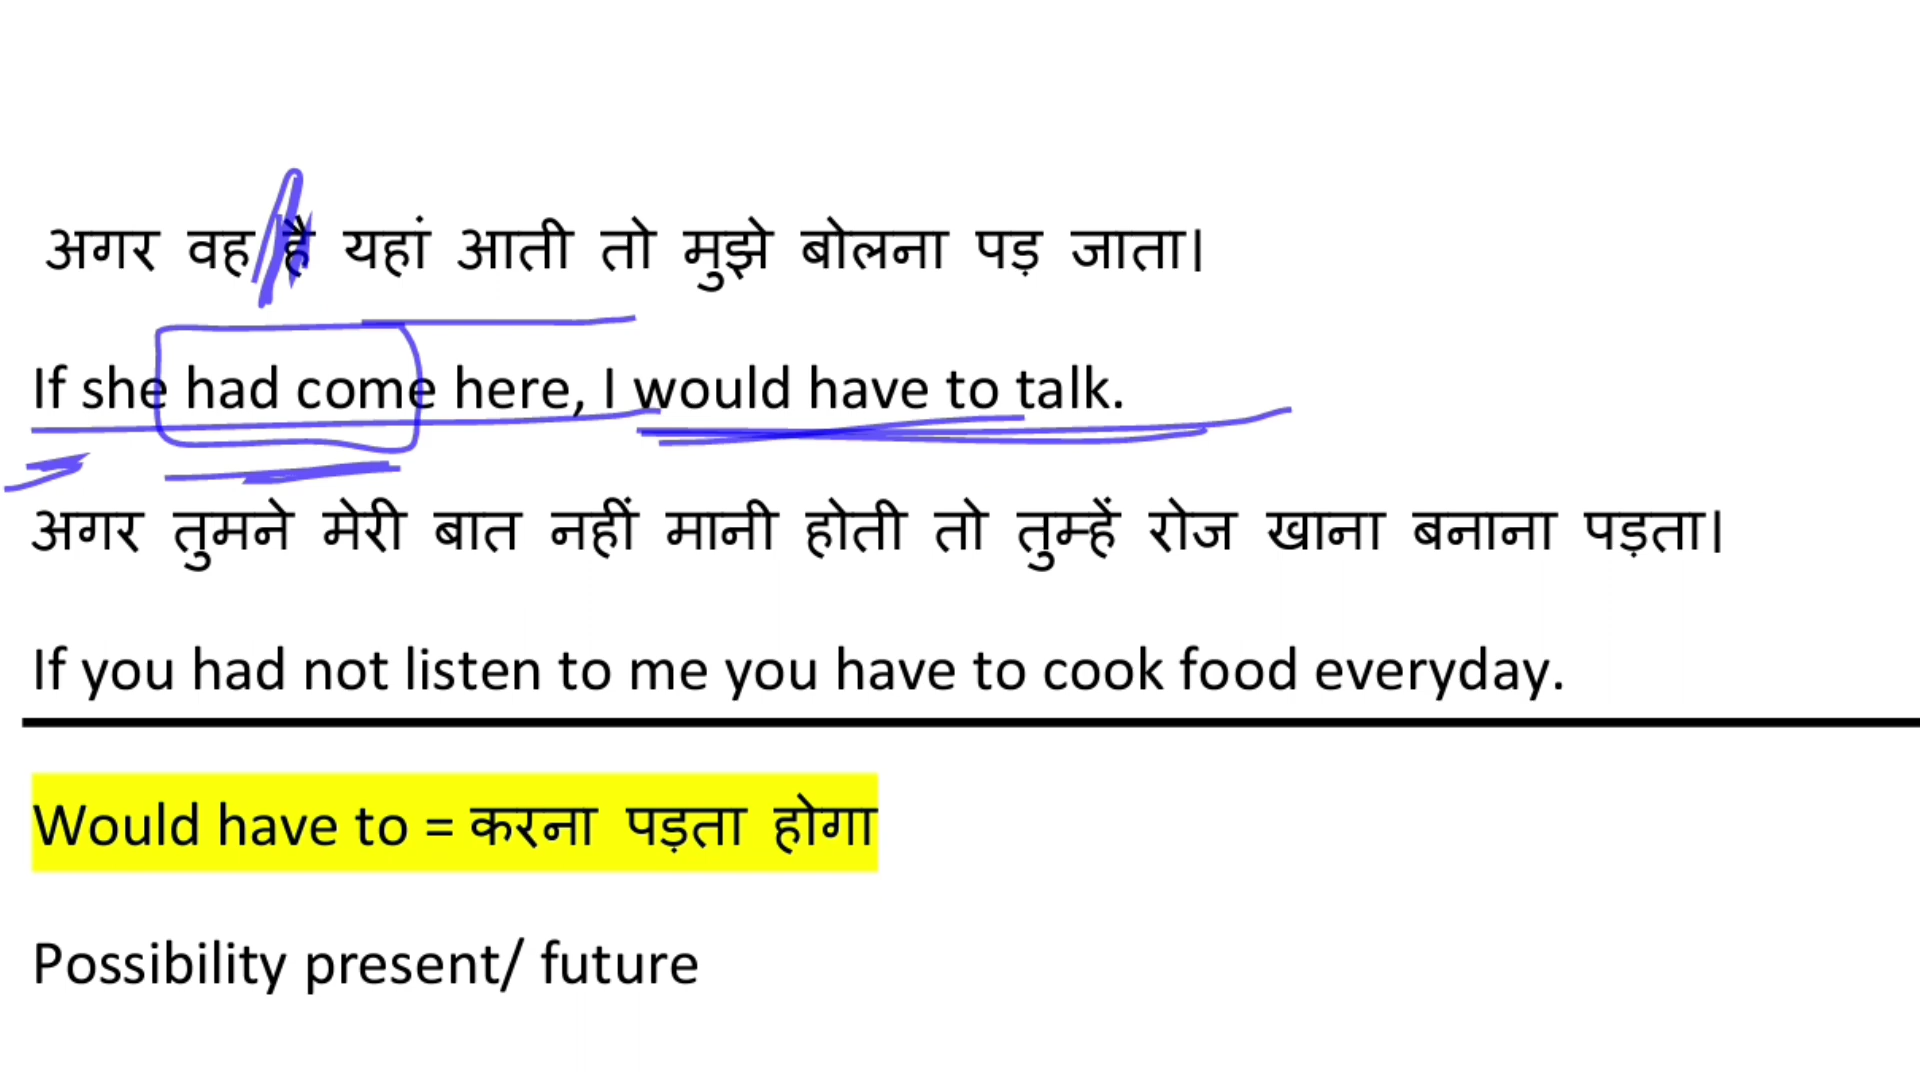 अगर वह है यहां आती तो मुझे बोलना पड़ जाता।
If she had come here, I would have to talk.
अगर तुमने मेरी बात नहीं मानी होती तो तुम्हें रोज खाना बनाना पड़ता।
If you had not listen to me you have to cook food everyday.
Would have to = करना पड़ता होगा
Possibility present/ future